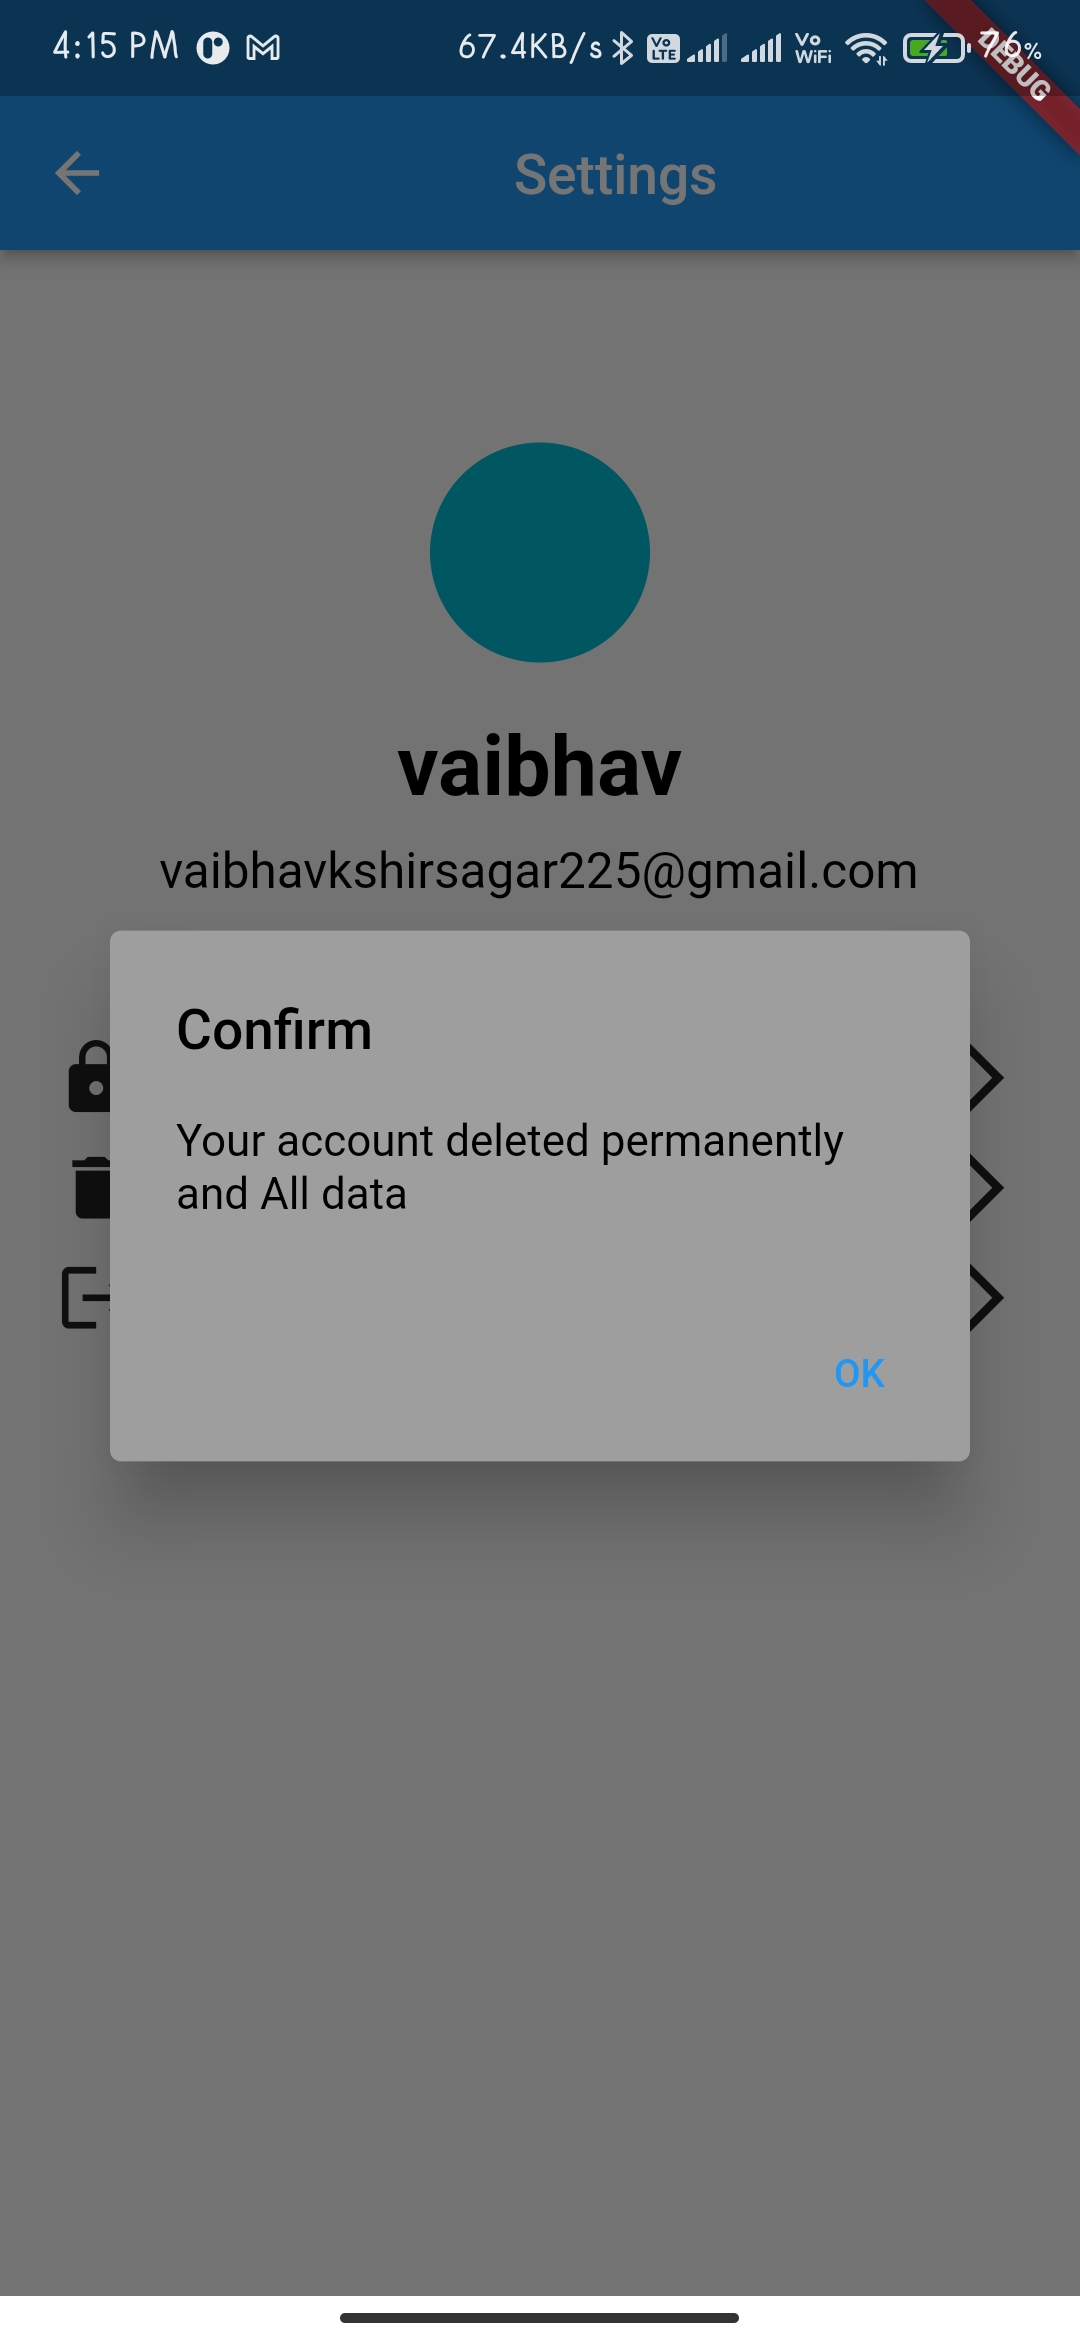 4:15 PM
67.4KB/s
Vo LTE
Vo WiFi
76%
DEBUG
Settings
vaibhav
vaibhavkshirsagar225@gmail.com
Confirm
Your account deleted permanently
and All data
OK